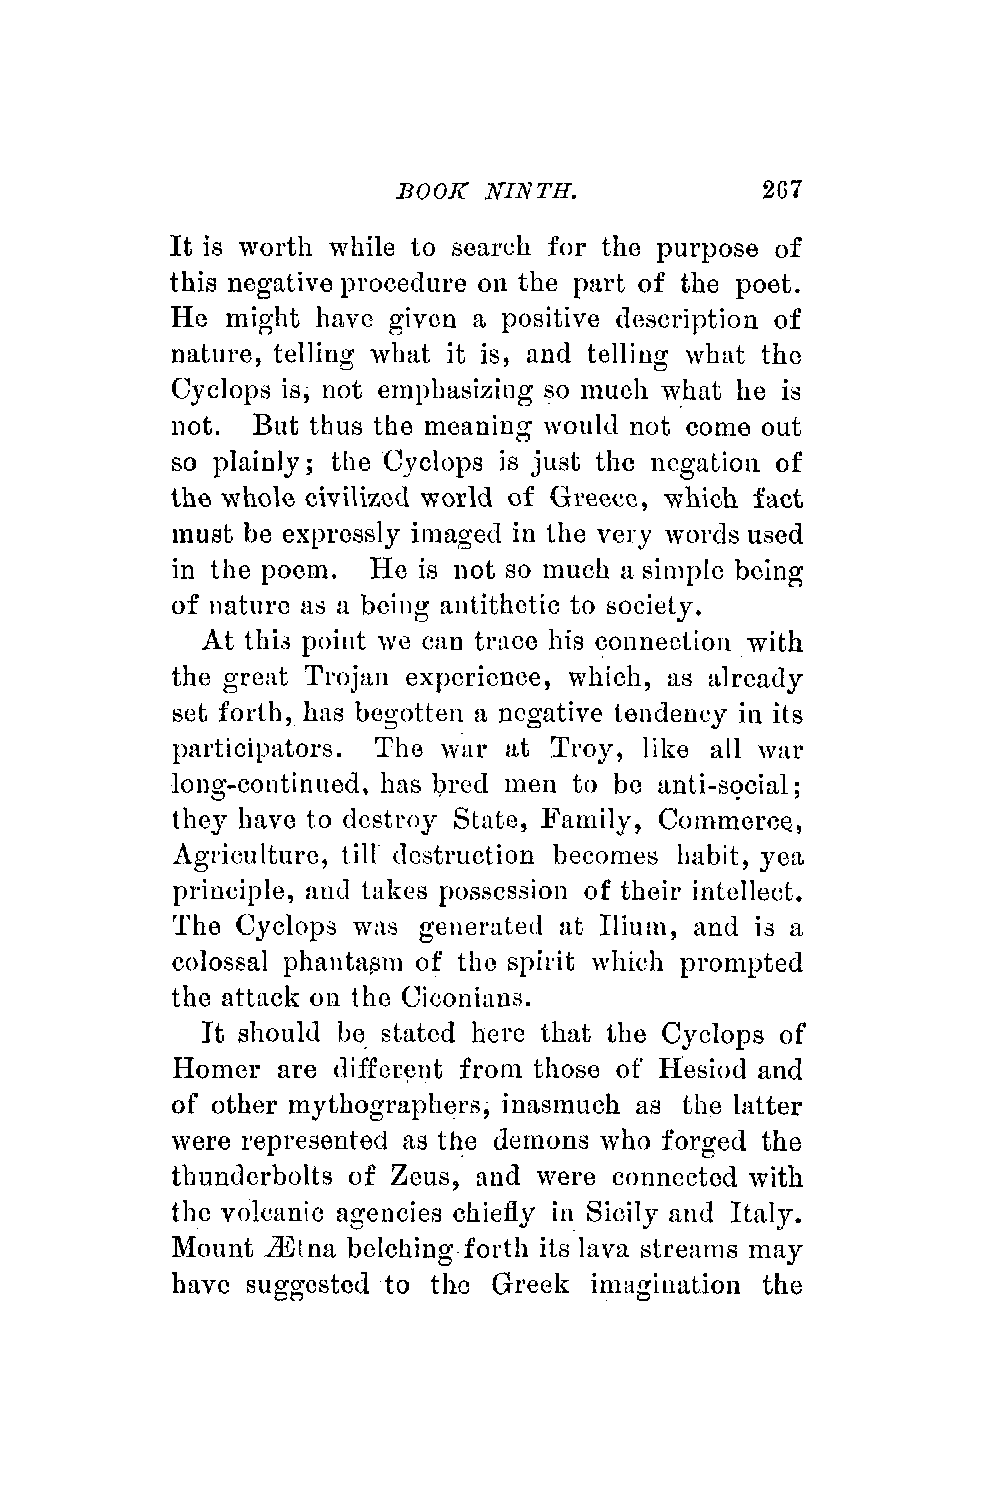 BOOK NINTH. 267
It is worth while to search for the purpose of
this negative procedure on the part of the poet.
He might have given a positive description of
nature, telling what it is, and telling what the
Cyclops is, not emphasizing so much what he is
not. But thus the meaning would not come out
so plainly; the Cyclops is just the negation of
the whole civilized world of Greece, which fact
must be expressly imaged in the very words used
in the poem. He is not so much a simple being
of nature as a being antithetic to society.
At this point we can trace his connection with
the great Trojan experience, which, as already
set forth, has begotten a negative tendency in its
participators. The war at Troy, like all war
long-continued, has bred men to be anti-social;
they have to destroy State, Family, Commerce,
Agriculture, till destruction becomes habit, yea
principle, and takes possession of their intellect.
The Cyclops was generated at Ilium, and is a
colossal phantasm of the spirit which prompted
the attack on the Ciconians.
It should be stated here that the Cyclops of
Homer are different from those of Hesiod and
of other mythographers, inasmuch as the latter
were represented as the demons who forged the
thunderbolts of Zeus, and were connected with
the volcanic agencies chiefly in Sicily and Italy.
Mount Ætna belching forth its lava streams may
have suggested to the Greek imagination the